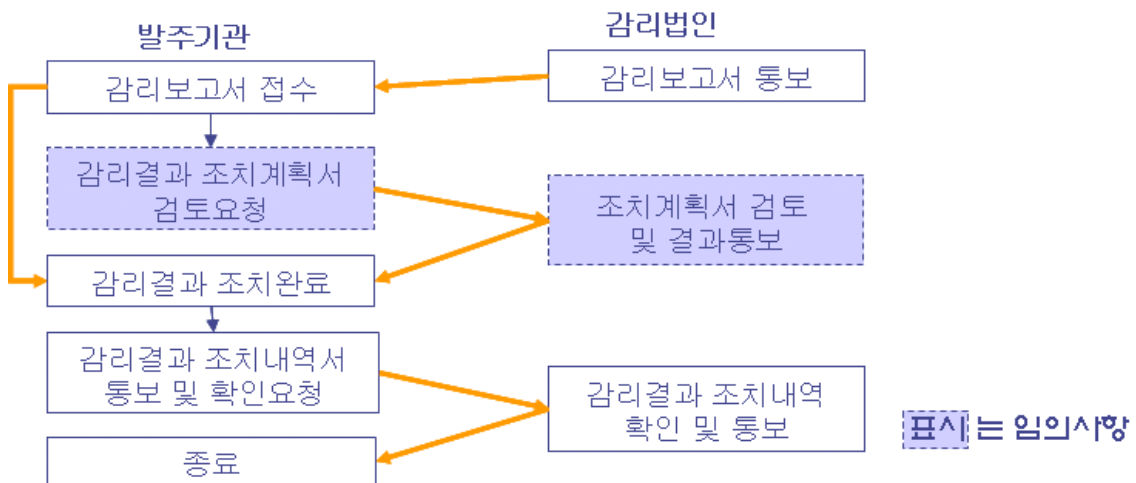 발주기관
감리법인
감리보고서 접수
감리보고서 통보
감리결과 조치계획서
검토요청
조치계획서 검토
및 결과통보
감리결과 조치완료
감리결과 조치내역서
통보 및 확인요청
감리결과 조치내역
확인 및 통보
표시 는 임의사항
종료